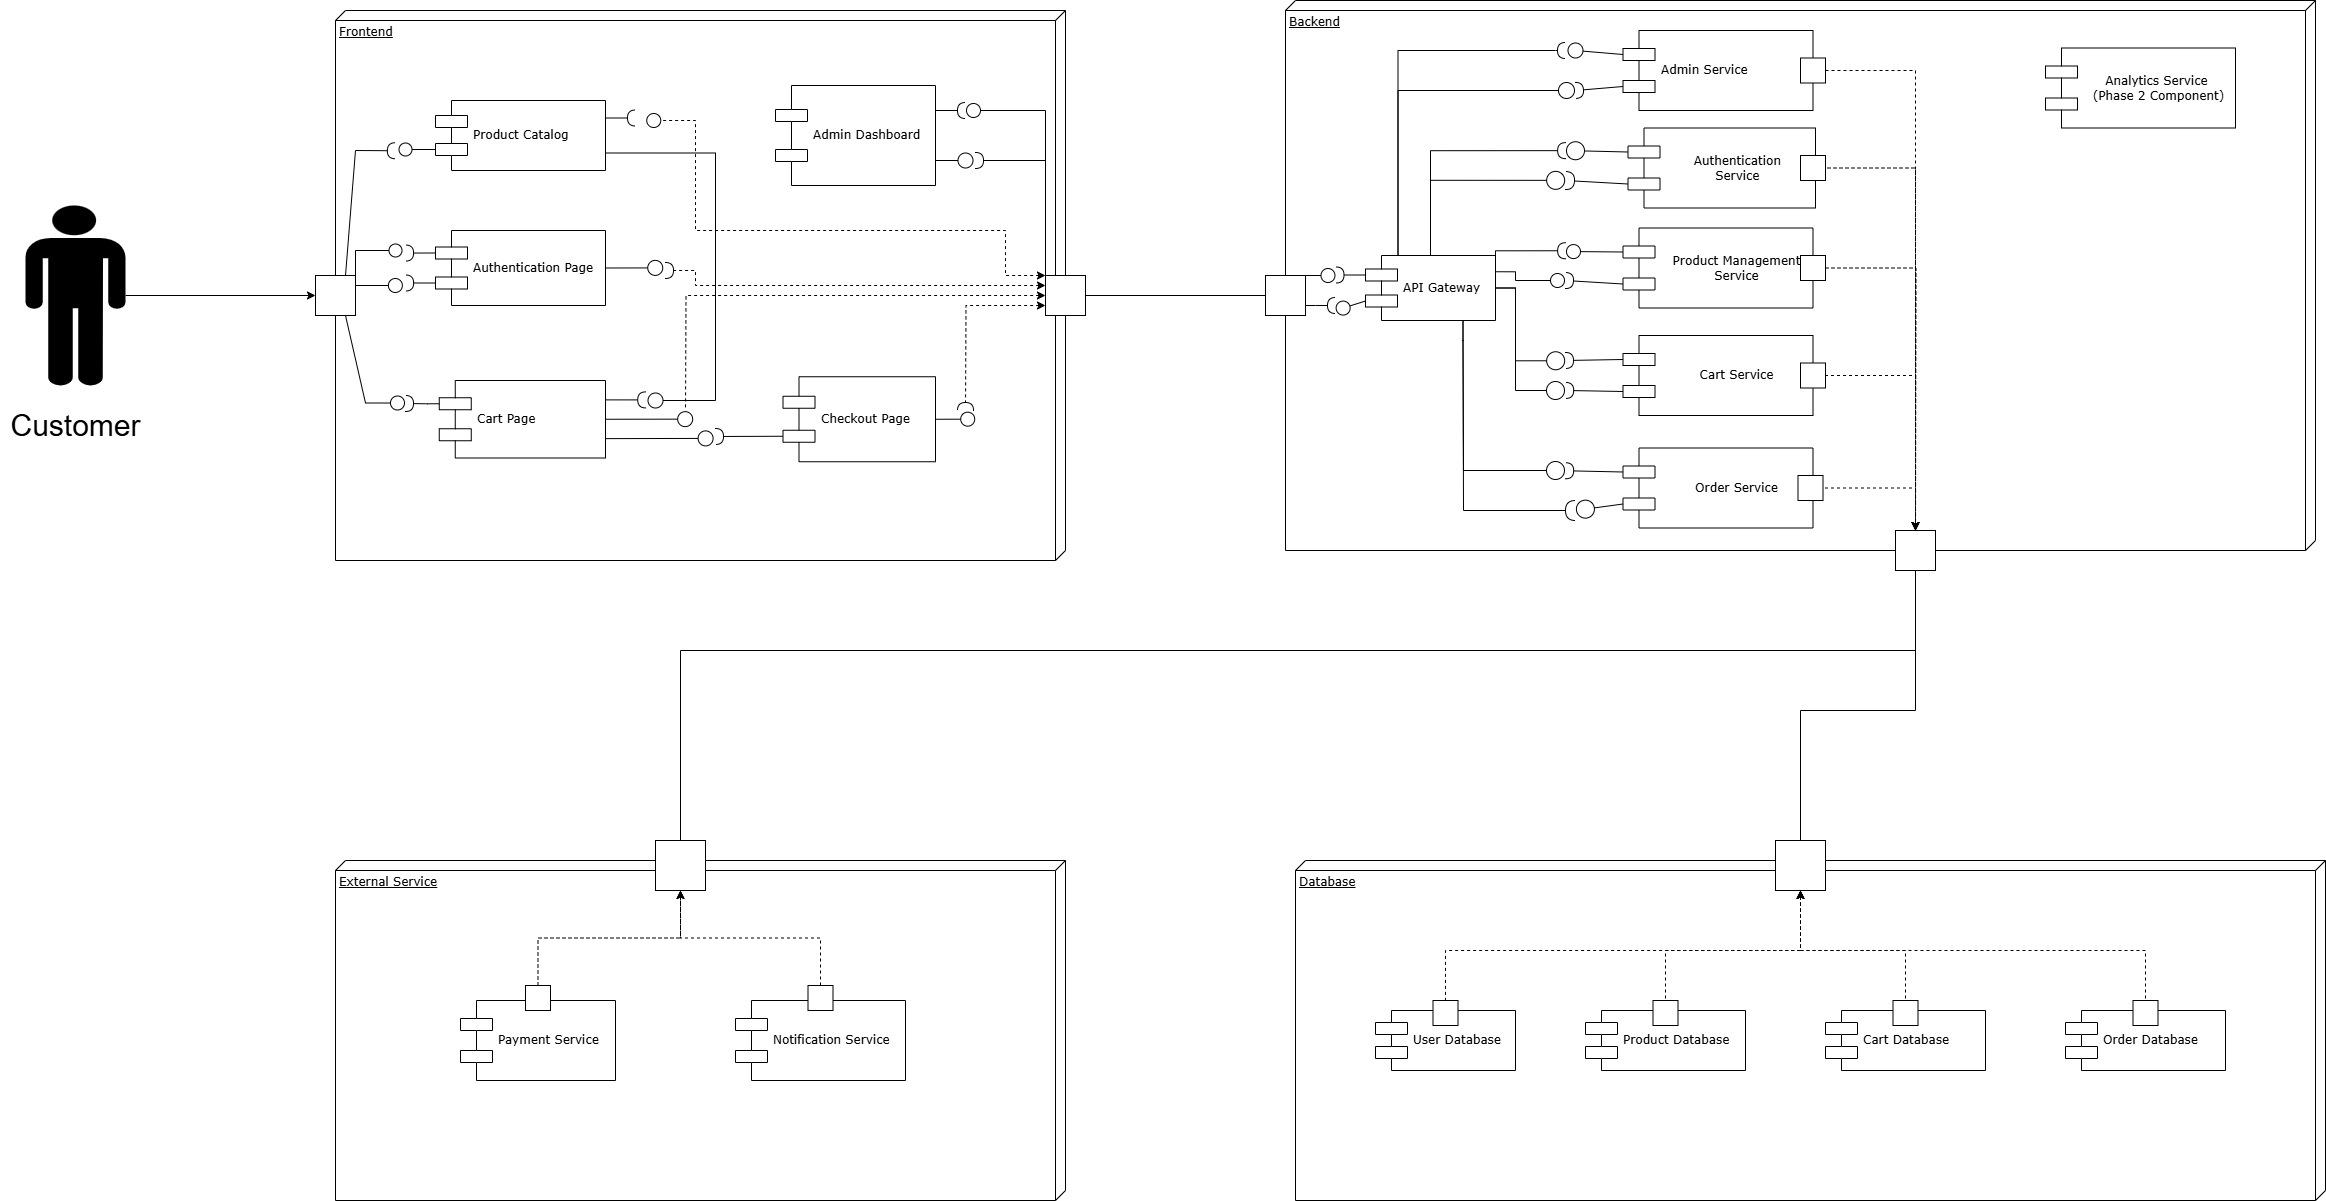 Frontend
Product Catalog
Admin Dashboard
Authentication Page
Cart Page
Checkout Page
Customer
Backend
Admin Service
Analytics Service
(Phase 2 Component)
Authentication
Service
Product Management
Service
API Gateway
Cart Service
Order Service
External Service
Payment Service
Notification Service
Database
User Database
Product Database
Cart Database
Order Database